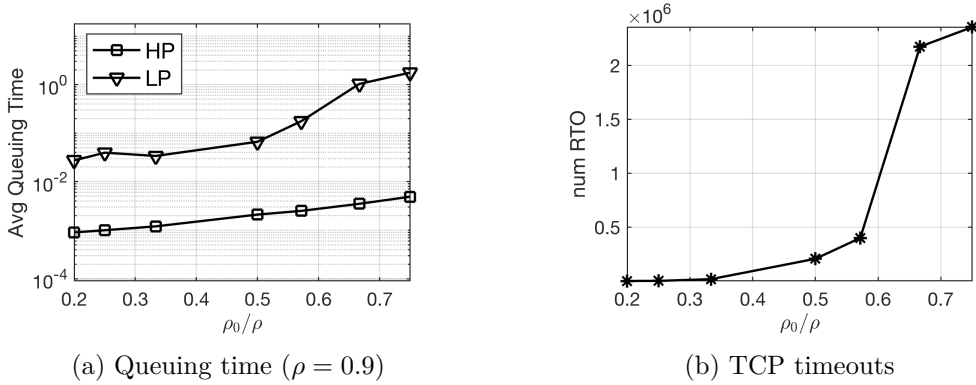 HP
LP
Avg Queuing Time
10^0
10^-2
10^-4
0.2 0.3 0.4 0.5 0.6 0.7
ρ0/ρ
(a) Queuing time (ρ = 0.9)
×10^6
num RTO
2
1.5
1
0.5
0.2 0.3 0.4 0.5 0.6 0.7
ρ0/ρ
(b) TCP timeouts